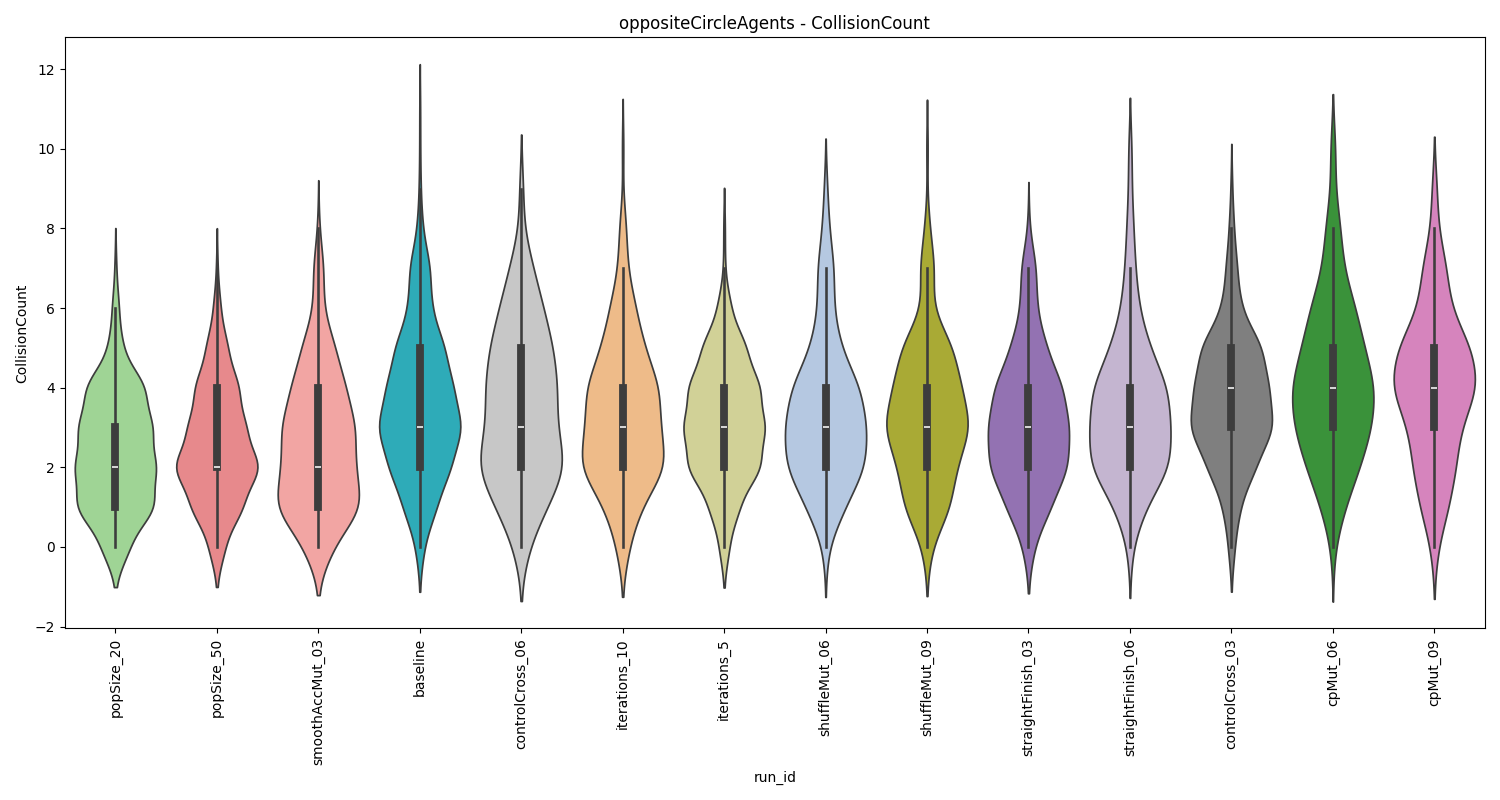 oppositeCircleAgents - CollisionCount
CollisionCount
12
10
8
6
4
2
0
−2
popSize_20
popSize_50
smoothAccMut_03
baseline
controlCross_06
iterations_10
iterations_5
shuffleMut_06
shuffleMut_09
straightFinish_03
straightFinish_06
controlCross_03
cpMut_06
cpMut_09
run_id